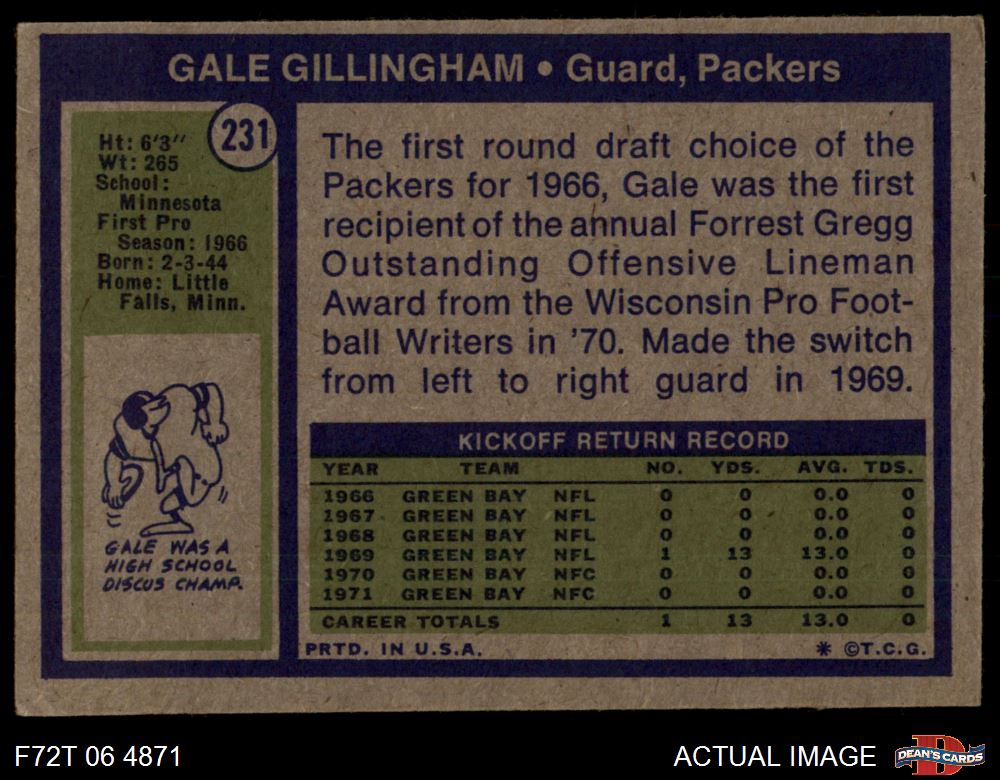 GALE GILLINGHAM • Guard, Packers
231
Ht: 6'3"
Wt: 265
School:
Minnesota
First Pro
Season: 1966
Born: 2-3-44
Home: Little
Falls, Minn.
GALE WAS A
HIGH SCHOOL
DISCUS CHAMP.
The first round draft choice of the
Packers for 1966, Gale was the first
recipient of the annual Forrest Gregg
Outstanding Offensive Lineman
Award from the Wisconsin Pro Foot-
ball Writers in '70. Made the switch
from left to right guard in 1969.
KICKOFF RETURN RECORD
YEAR TEAM NO. YDS. AVG. TDS.
1966 GREEN BAY NFL 0 0 0.0 0
1967 GREEN BAY NFL 0 0 0.0 0
1968 GREEN BAY NFL 0 0 0.0 0
1969 GREEN BAY NFL 1 13 13.0 0
1970 GREEN BAY NFC 0 0 0.0 0
1971 GREEN BAY NFC 0 0 0.0 0
CAREER TOTALS 1 13 13.0 0
PRTD. IN U.S.A. * ©T.C.G.
F72T 06 4871 ACTUAL IMAGE
D
DEAN'S CARDS